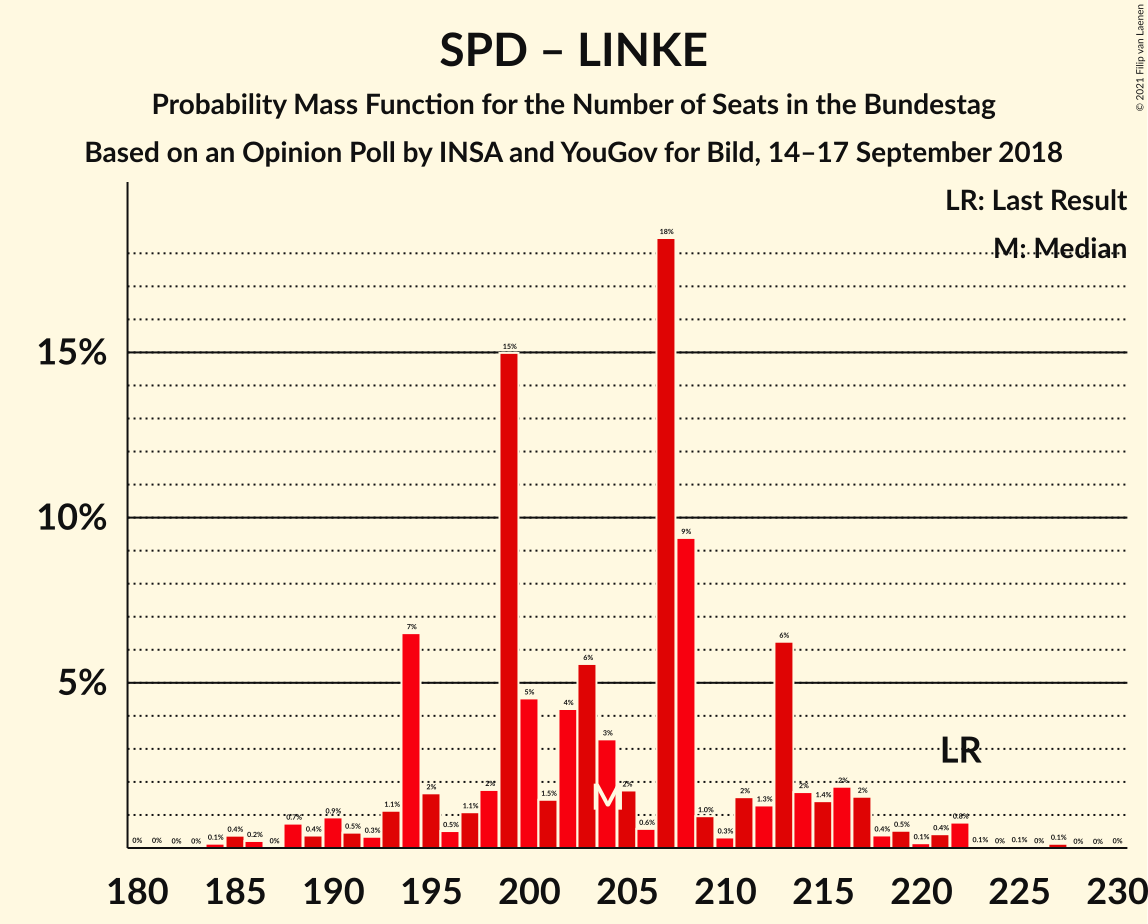 SPD – LINKE
Probability Mass Function for the Number of Seats in the Bundestag
Based on an Opinion Poll by INSA and YouGov for Bild, 14–17 September 2018
© 2021 Filip van Laenen
LR: Last Result
M: Median
15%
10%
5%
0% 0% 0% 0% 0.1% 0.4% 0.2% 0% 0.7% 0.4% 0.9% 0.5% 0.3% 1.1% 7% 2% 0.5% 1.1% 2% 15% 5% 1.5% 4% 6% 3% 2% 0.6% 18% 9% 1.0% 0.3% 2% 1.3% 6% 2% 1.4% 2% 2% 0.4% 0.5% 0.1% 0.4% 0.8% 0.1% 0% 0.1% 0% 0.1% 0% 0% 0%
M
LR
180 185 190 195 200 205 210 215 220 225 230